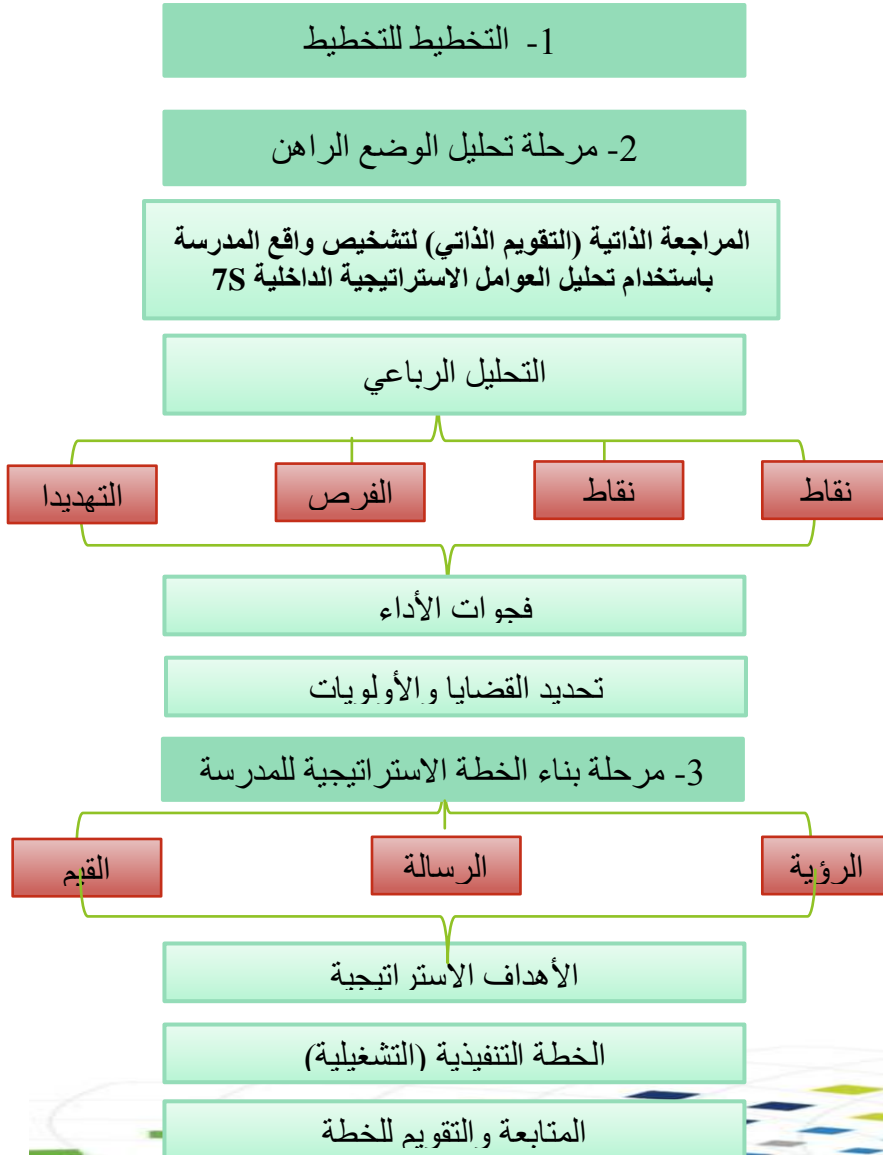 1- التخطيط للتخطيط
2- مرحلة تحليل الوضع الراهن
المراجعة الذاتية (التقويم الذاتي) لتشخيص واقع المدرسة
باستخدام تحليل العوامل الاستراتيجية الداخلية 7S
التحليل الرباعي
نقاط
نقاط
الفرص
التهديدا
فجوات الأداء
تحديد القضايا والأولويات
3- مرحلة بناء الخطة الاستراتيجية للمدرسة
الرؤية
الرسالة
القيم
الأهداف الاستراتيجية
الخطة التنفيذية (التشغيلية)
المتابعة والتقويم للخطة